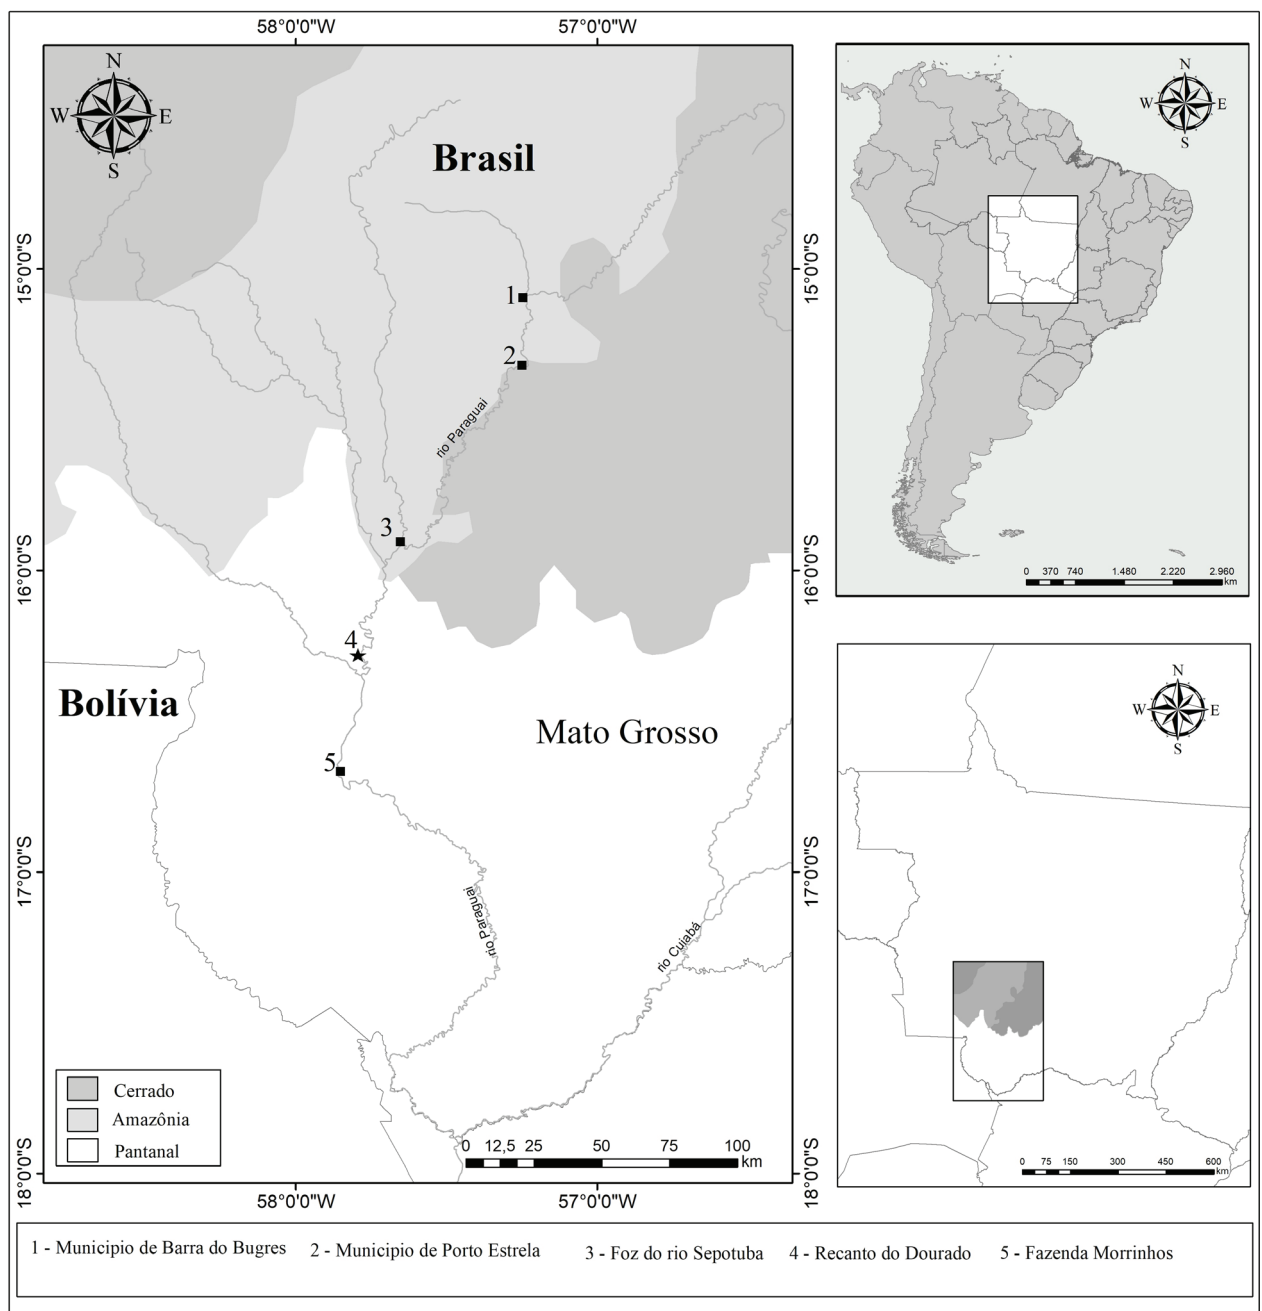 58°0'0"W 57°0'0"W
N
W E
S
Brasil
N
W E
S
15°0'0"S 15°0'0"S
1
2
rio Paraguai
3
16°0'0"S 16°0'0"S
0 370 740 1.480 2.220 2.960
km
4
Bolívia
Mato Grosso
5
N
W E
S
17°0'0"S 17°0'0"S
rio Paraguai
rio Cuiabá
Cerrado
Amazônia
Pantanal
0 12,5 25 50 75 100
km
0 75 150 300 450 600
km
18°0'0"S 18°0'0"S
58°0'0"W 57°0'0"W
1 - Municipio de Barra do Bugres 2 - Municipio de Porto Estrela 3 - Foz do rio Sepotuba 4 - Recanto do Dourado 5 - Fazenda Morrinhos